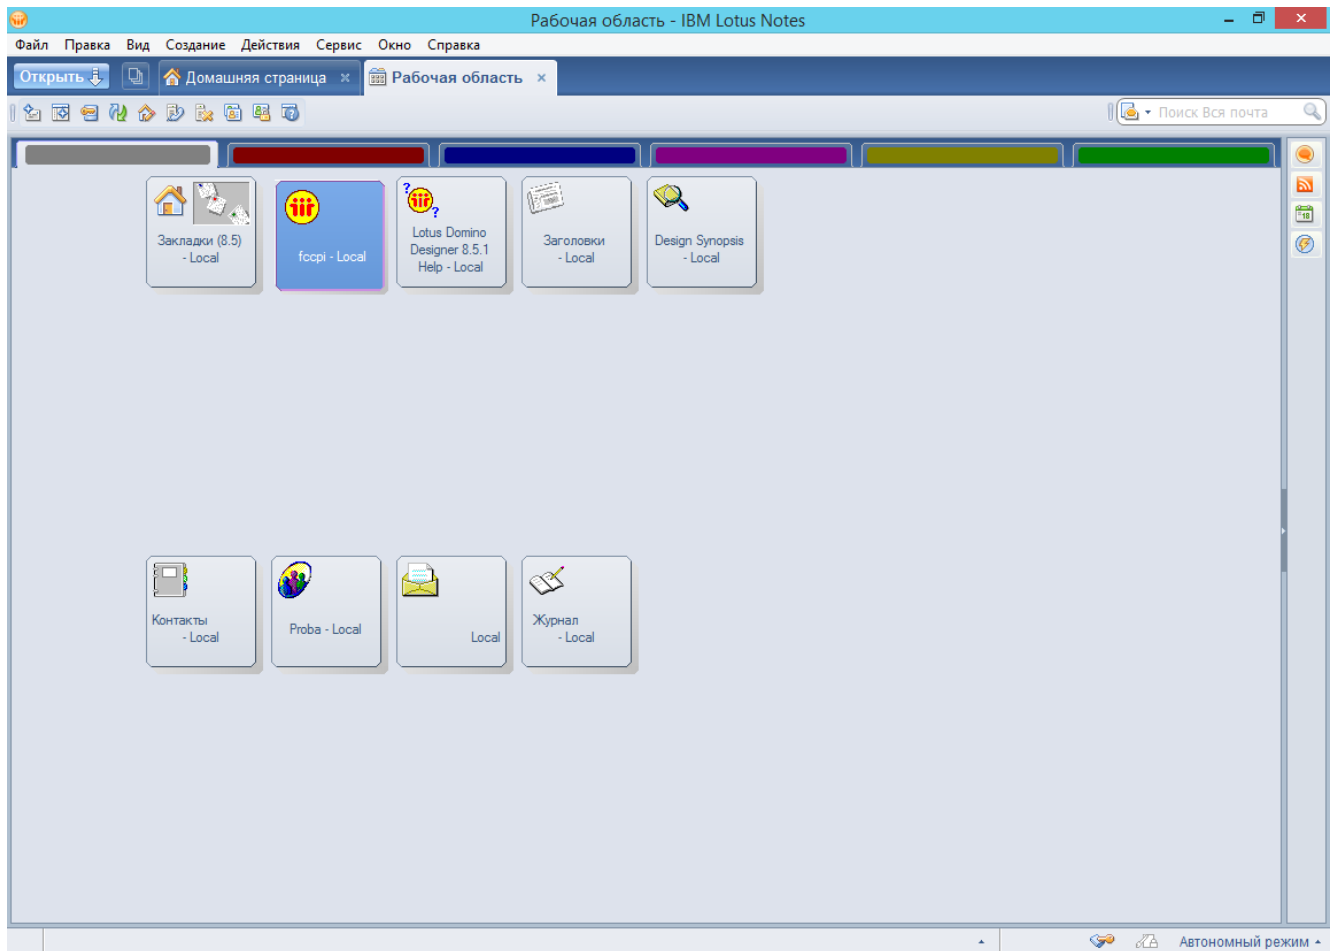 Рабочая область - IBM Lotus Notes
Файл Правка Вид Создание Действия Сервис Окно Справка
Открыть Домашняя страница Рабочая область
Поиск Вся почта
Закладки (8.5)
- Local
fccpi - Local
Lotus Domino
Designer 8.5.1
Help - Local
Заголовки
- Local
Design Synopsis
- Local
18
Контакты
- Local
Proba - Local
Local
Журнал
- Local
Автономный режим